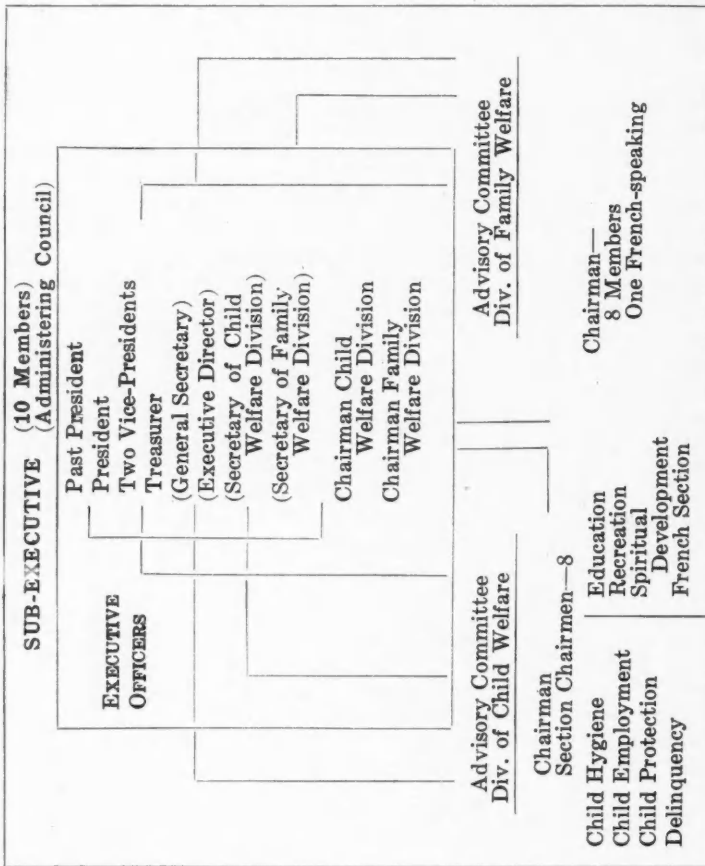 SUB-EXECUTIVE (10 Members)
(Administering Council)
Past President
President
Two Vice-Presidents
Treasurer
(General Secretary)
(Executive Director)
(Secretary of Child
Welfare Division)
(Secretary of Family
Welfare Division)
Chairman Child
Welfare Division
Chairman Family
Welfare Division
EXECUTIVE
OFFICERS
Advisory Committee
Div. of Child Welfare
Chairman
Section Chairmen—8
Child Hygiene
Child Employment
Child Protection
Delinquency
Education
Recreation
Spiritual
Development
French Section
Advisory Committee
Div. of Family Welfare
Chairman—
8 Members
One French-speaking